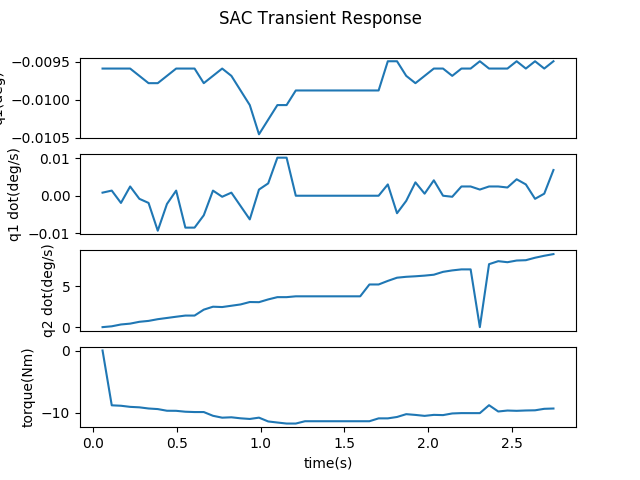 SAC Transient Response
−0.0095
−0.0100
−0.0105
0.01
0.00
−0.01
q1 dot(deg/s)
5
0
q2 dot(deg/s)
0
−10
torque(Nm)
0.0 0.5 1.0 1.5 2.0 2.5
time(s)